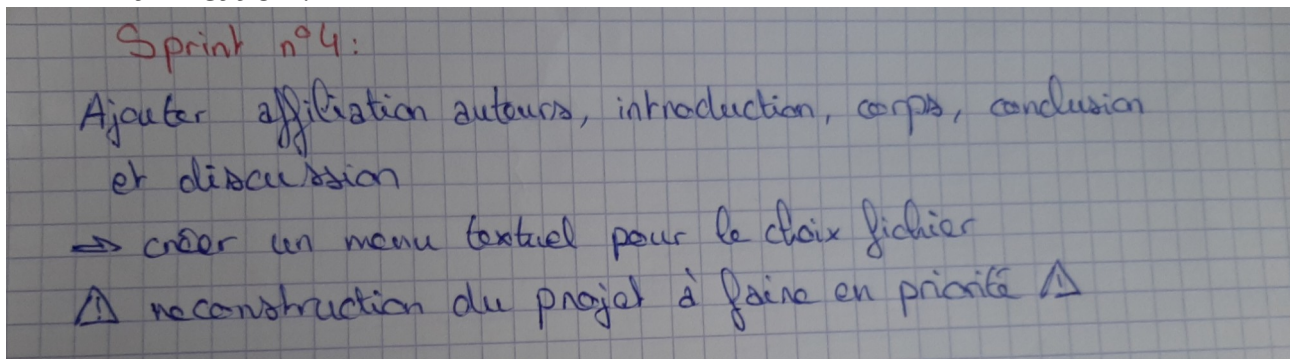 Sprint n°4:
Ajouter affiliation auteurs, introduction, corps, conclusion
et discussion
⇒ créer un menu textuel pour le choix fichier
⚠ reconstruction du projet à faire en priorité ⚠